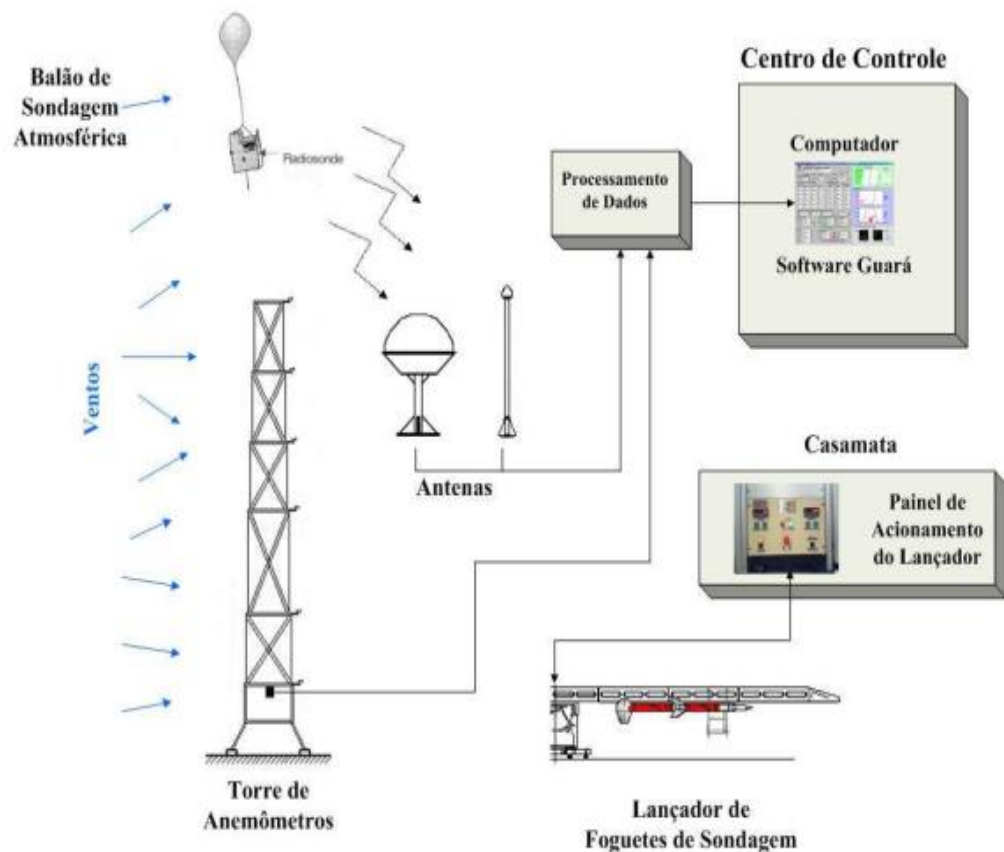 Balão de
Sondagem
Atmosférica
Radiosonde
Centro de Controle
Computador
Software Guará
Processamento
de Dados
Ventos
Antenas
Casamata
Painel de
Acionamento
do Lançador
Torre de
Anemômetros
Lançador de
Foguetes de Sondagem